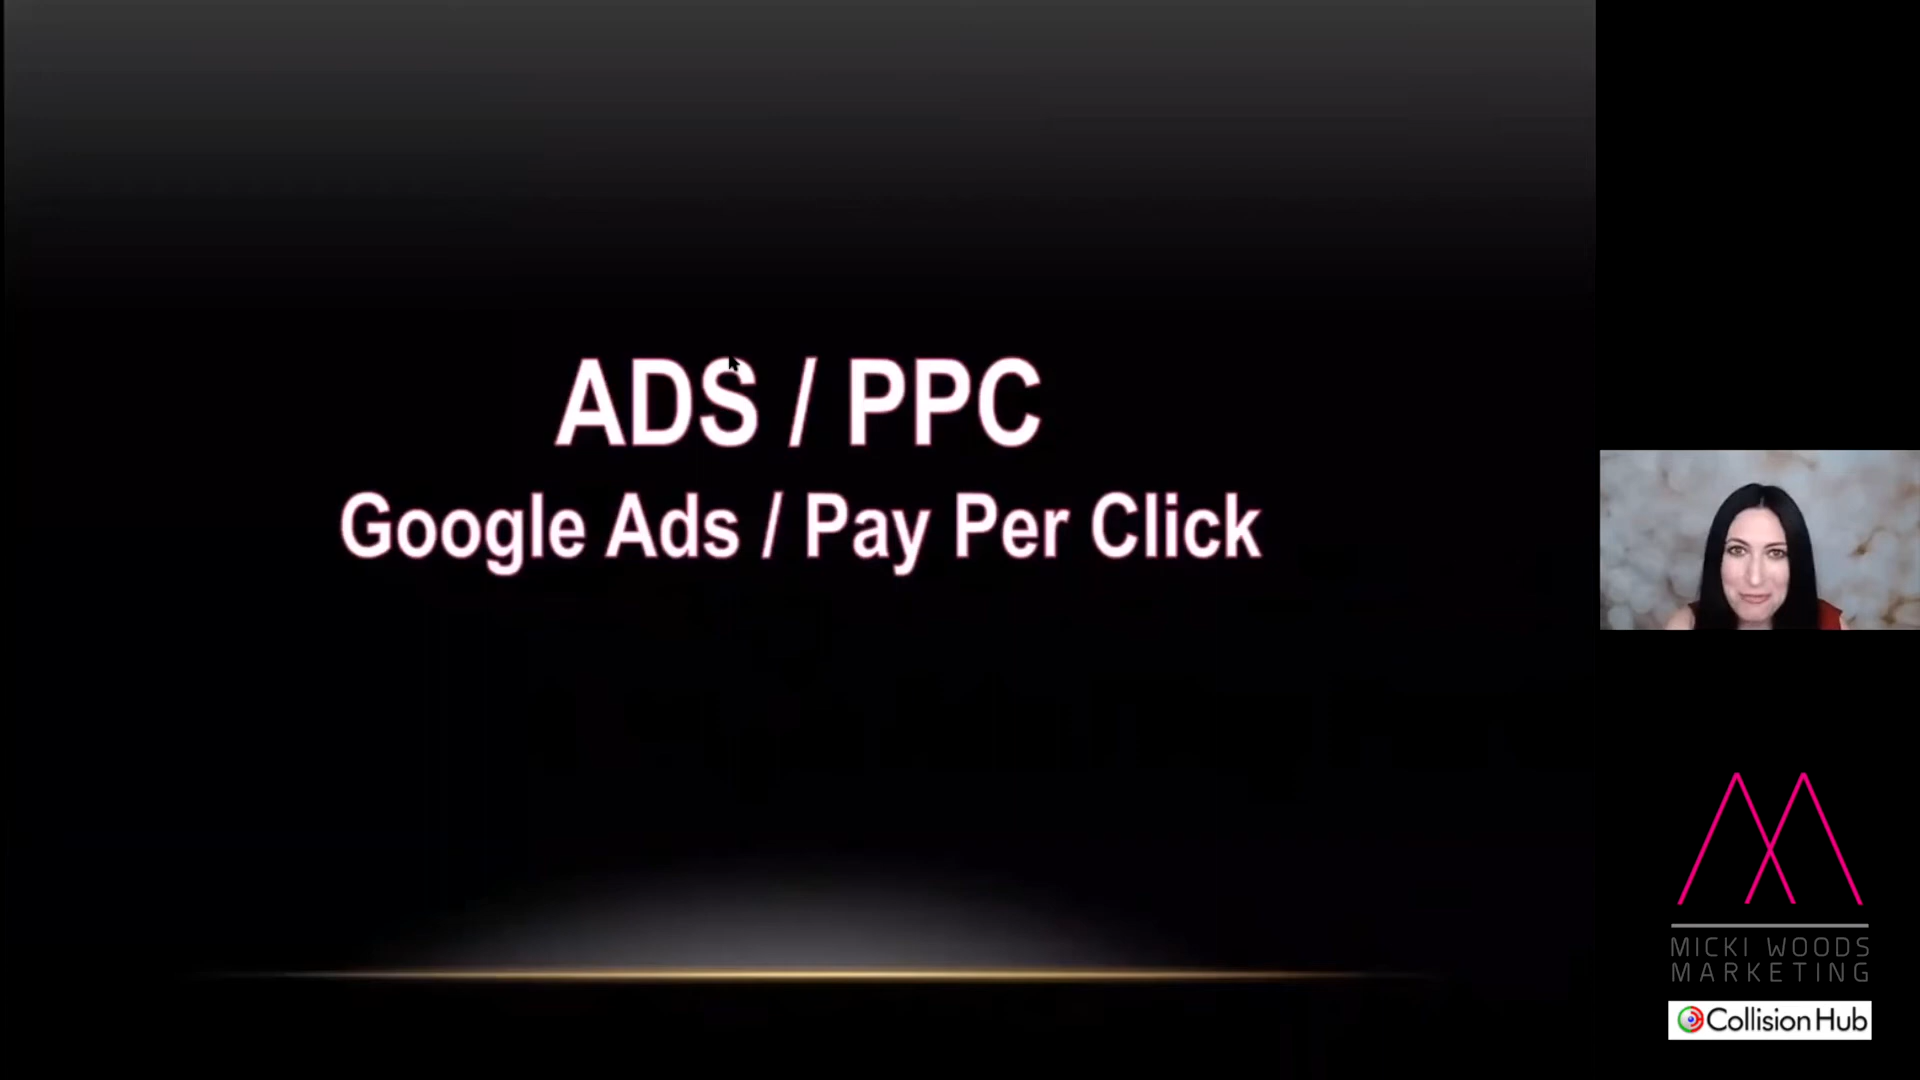 ADS / PPC
Google Ads / Pay Per Click
MICKI WOODS
MARKETING
Collision Hub